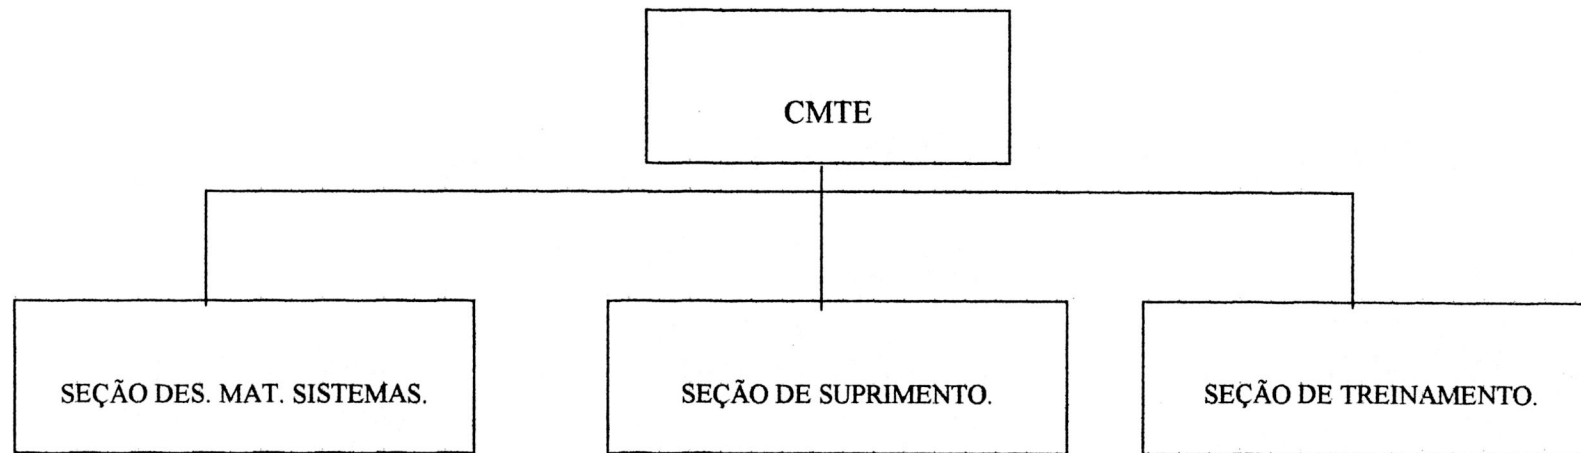 CMTE
SEÇÃO DES. MAT. SISTEMAS.
SEÇÃO DE SUPRIMENTO.
SEÇÃO DE TREINAMENTO.